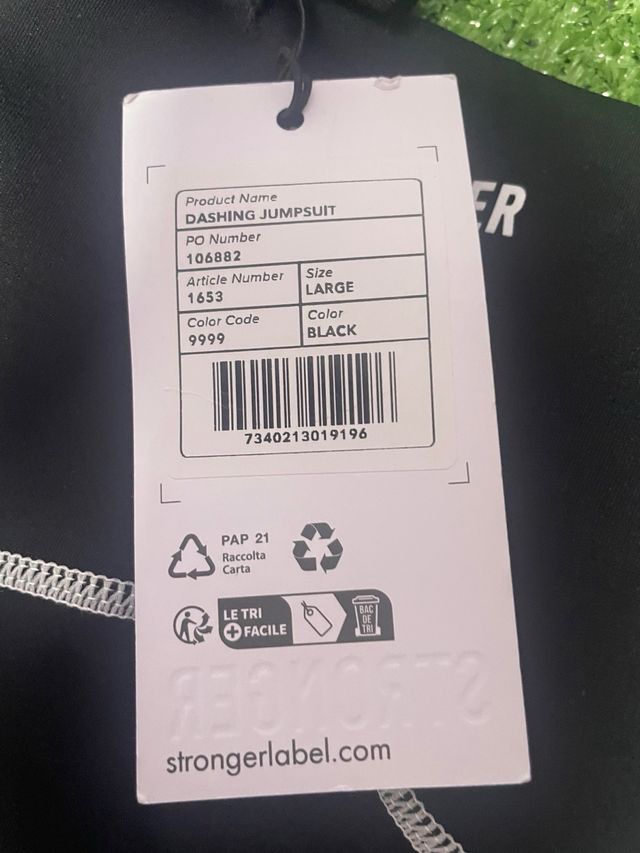 ER
Product Name
DASHING JUMPSUIT
PO Number
106882
Article Number
1653
Size
LARGE
Color Code
9999
Color
BLACK
7340213019196
PAP 21
Raccolta
Carta
LE TRI
+ FACILE
BAC
DE
TRI
STRONGER
strongerlabel.com